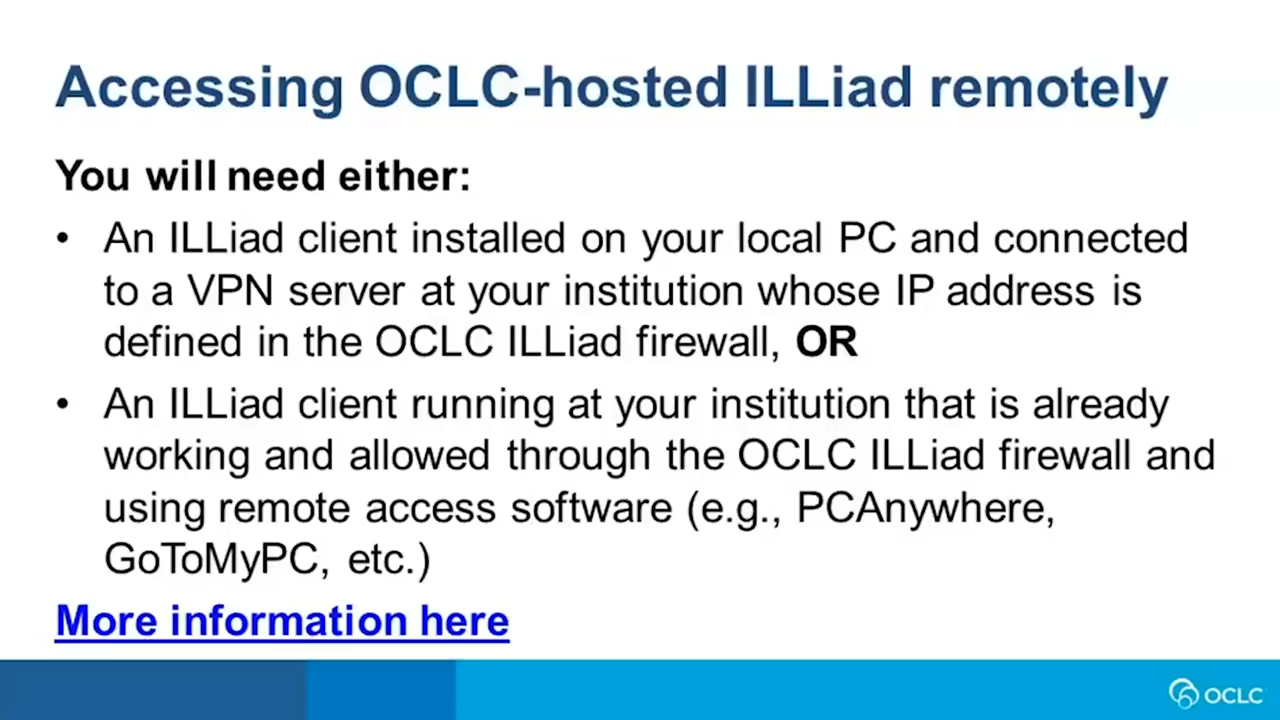 Accessing OCLC-hosted ILLiad remotely
You will need either:
• An ILLiad client installed on your local PC and connected
to a VPN server at your institution whose IP address is
defined in the OCLC ILLiad firewall, OR
• An ILLiad client running at your institution that is already
working and allowed through the OCLC ILLiad firewall and
using remote access software (e.g., PCAnywhere,
GoToMyPC, etc.)
More information here
OCLC